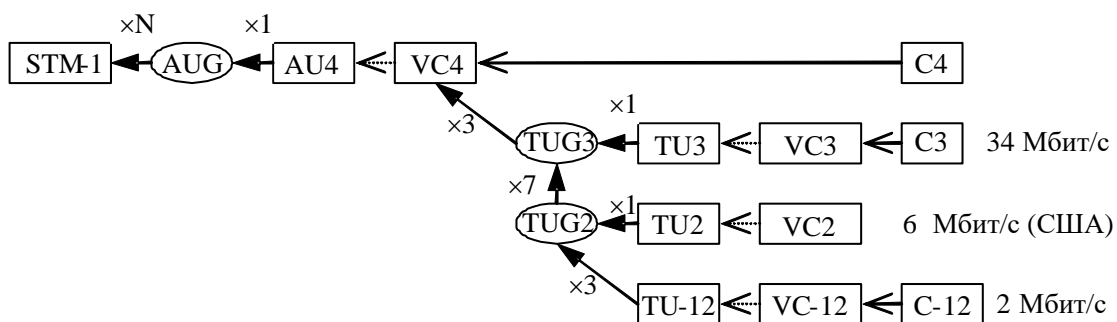 ×N ×1
STM-1 AUG AU4 VC4 C4
×3 ×1
TUG3 TU3 VC3 C3 34 Мбит/с
×7 ×1
TUG2 TU2 VC2 6 Мбит/с (США)
×3
TU-12 VC-12 C-12 2 Мбит/с